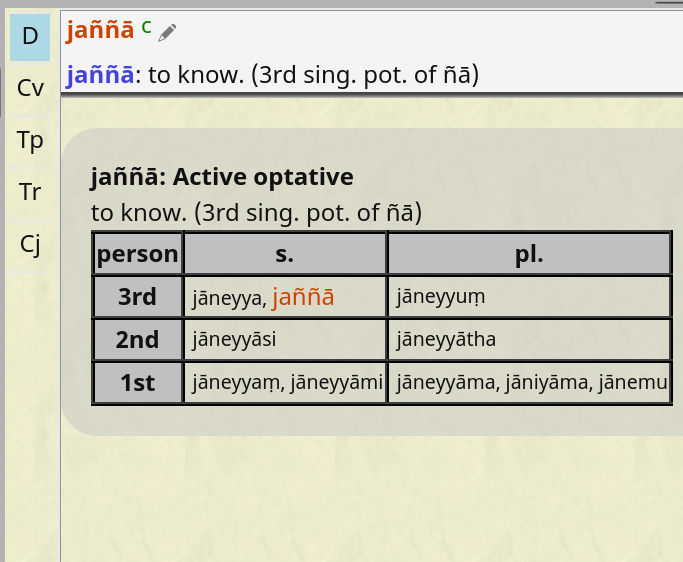 D
Cv
Tp
Tr
Cj
jaññā c
jaññā: to know. (3rd sing. pot. of ñā)
jaññā: Active optative
to know. (3rd sing. pot. of ñā)
person s. pl.
3rd jāneyya, jaññā jāneyyuṃ
2nd jāneyyāsi jāneyyātha
1st jāneyyaṃ, jāneyyāmi jāneyyāma, jāniyāma, jānemu